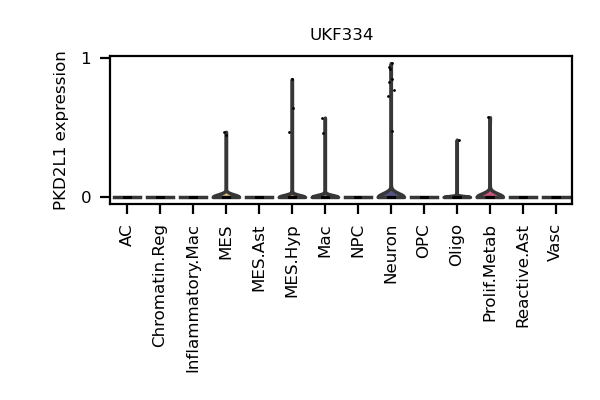 UKF334
PKD2L1 expression
1
0
AC
Chromatin.Reg
Inflammatory.Mac
MES
MES.Ast
MES.Hyp
Mac
NPC
Neuron
OPC
Oligo
Prolif.Metab
Reactive.Ast
Vasc